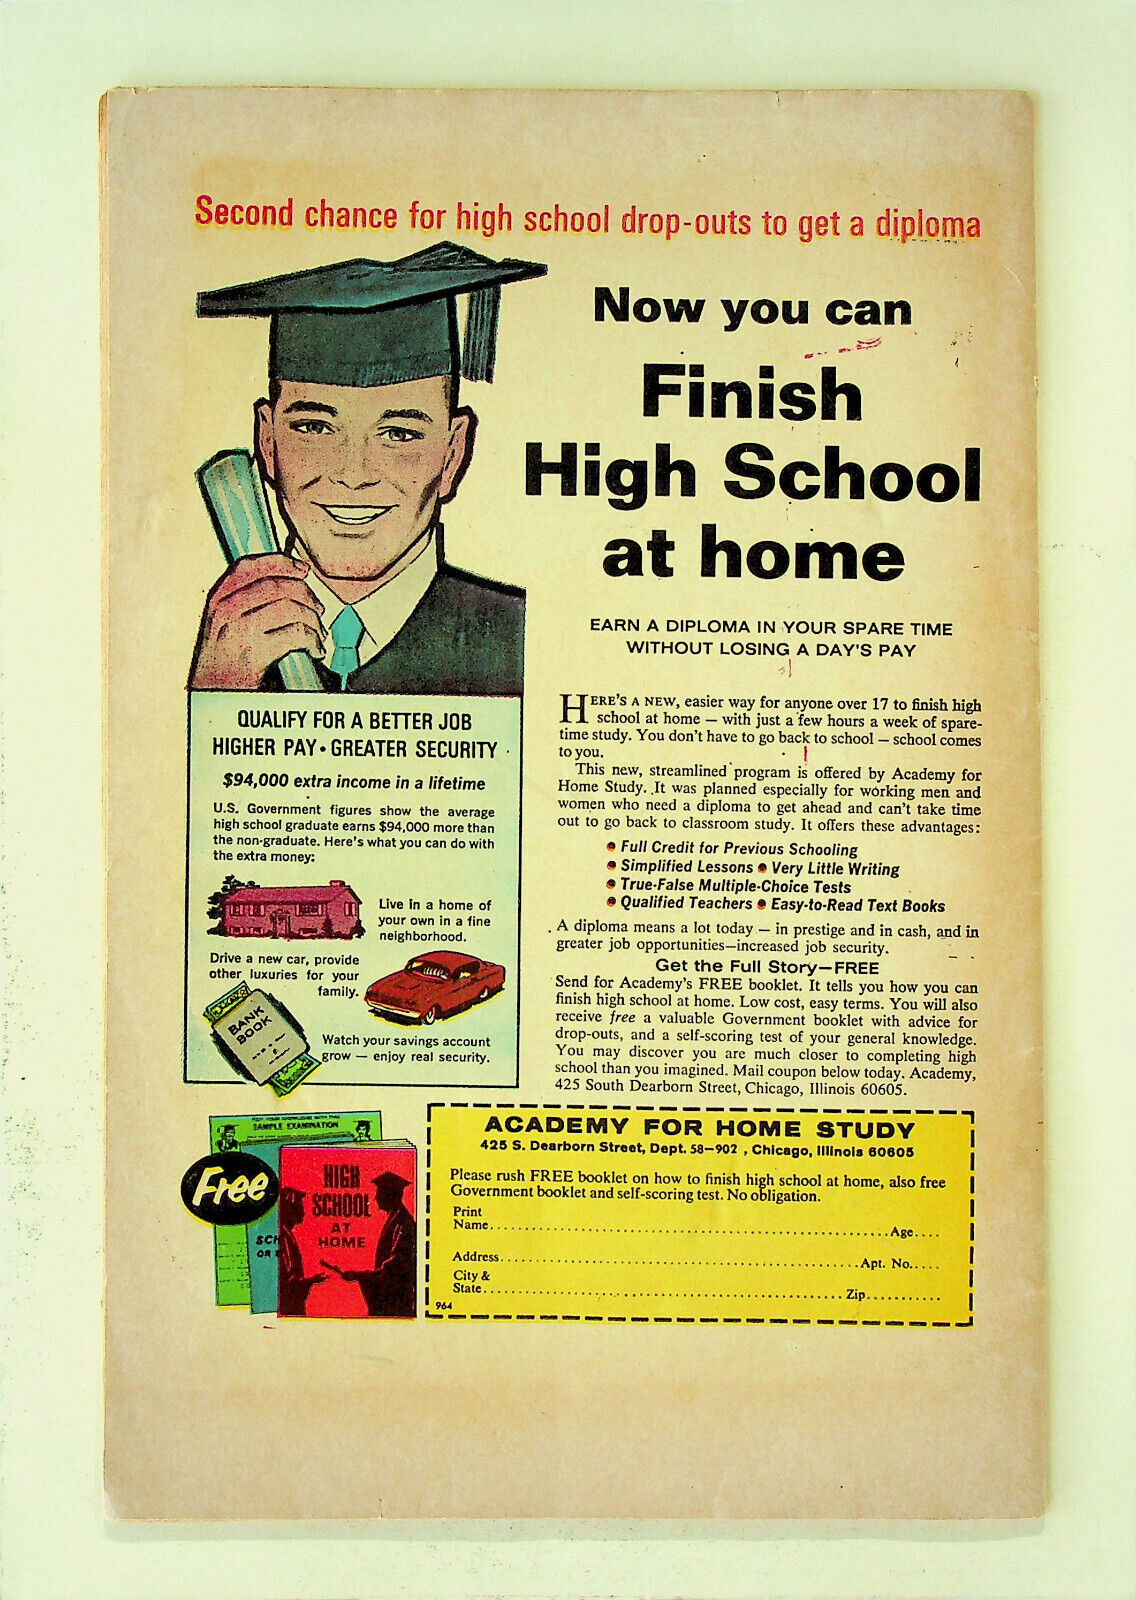 Second chance for high school drop-outs to get a diploma
Now you can
Finish
High School
at home
EARN A DIPLOMA IN YOUR SPARE TIME
WITHOUT LOSING A DAY'S PAY
QUALIFY FOR A BETTER JOB
HIGHER PAY • GREATER SECURITY
$94,000 extra income in a lifetime
U.S. Government figures show the average
high school graduate earns $94,000 more than
the non-graduate. Here's what you can do with
the extra money:
Live in a home of
your own in a fine
neighborhood.
Drive a new car, provide
other luxuries for your
family.
BANK
BOOK
Watch your savings account
grow — enjoy real security.
HERE'S A NEW, easier way for anyone over 17 to finish high
school at home — with just a few hours a week of spare-
time study. You don't have to go back to school — school comes
to you.
This new, streamlined program is offered by Academy for
Home Study. It was planned especially for working men and
women who need a diploma to get ahead and can't take time
out to go back to classroom study. It offers these advantages:
• Full Credit for Previous Schooling
• Simplified Lessons • Very Little Writing
• True-False Multiple-Choice Tests
• Qualified Teachers • Easy-to-Read Text Books
A diploma means a lot today — in prestige and in cash, and in
greater job opportunities—increased job security.
Get the Full Story—FREE
Send for Academy's FREE booklet. It tells you how you can
finish high school at home. Low cost, easy terms. You will also
receive free a valuable Government booklet with advice for
drop-outs, and a self-scoring test of your general knowledge.
You may discover you are much closer to completing high
school than you imagined. Mail coupon below today. Academy,
425 South Dearborn Street, Chicago, Illinois 60605.
SAMPLE EXAMINATION
Free
SCH
OR
HIGH
SCHOOL
AT
HOME
ACADEMY FOR HOME STUDY
425 S. Dearborn Street, Dept. 58-902 , Chicago, Illinois 60605
Please rush FREE booklet on how to finish high school at home, also free
Government booklet and self-scoring test. No obligation.
Print
Name.....Age....
Address.....Apt. No.....
City &
State.....Zip...........
964